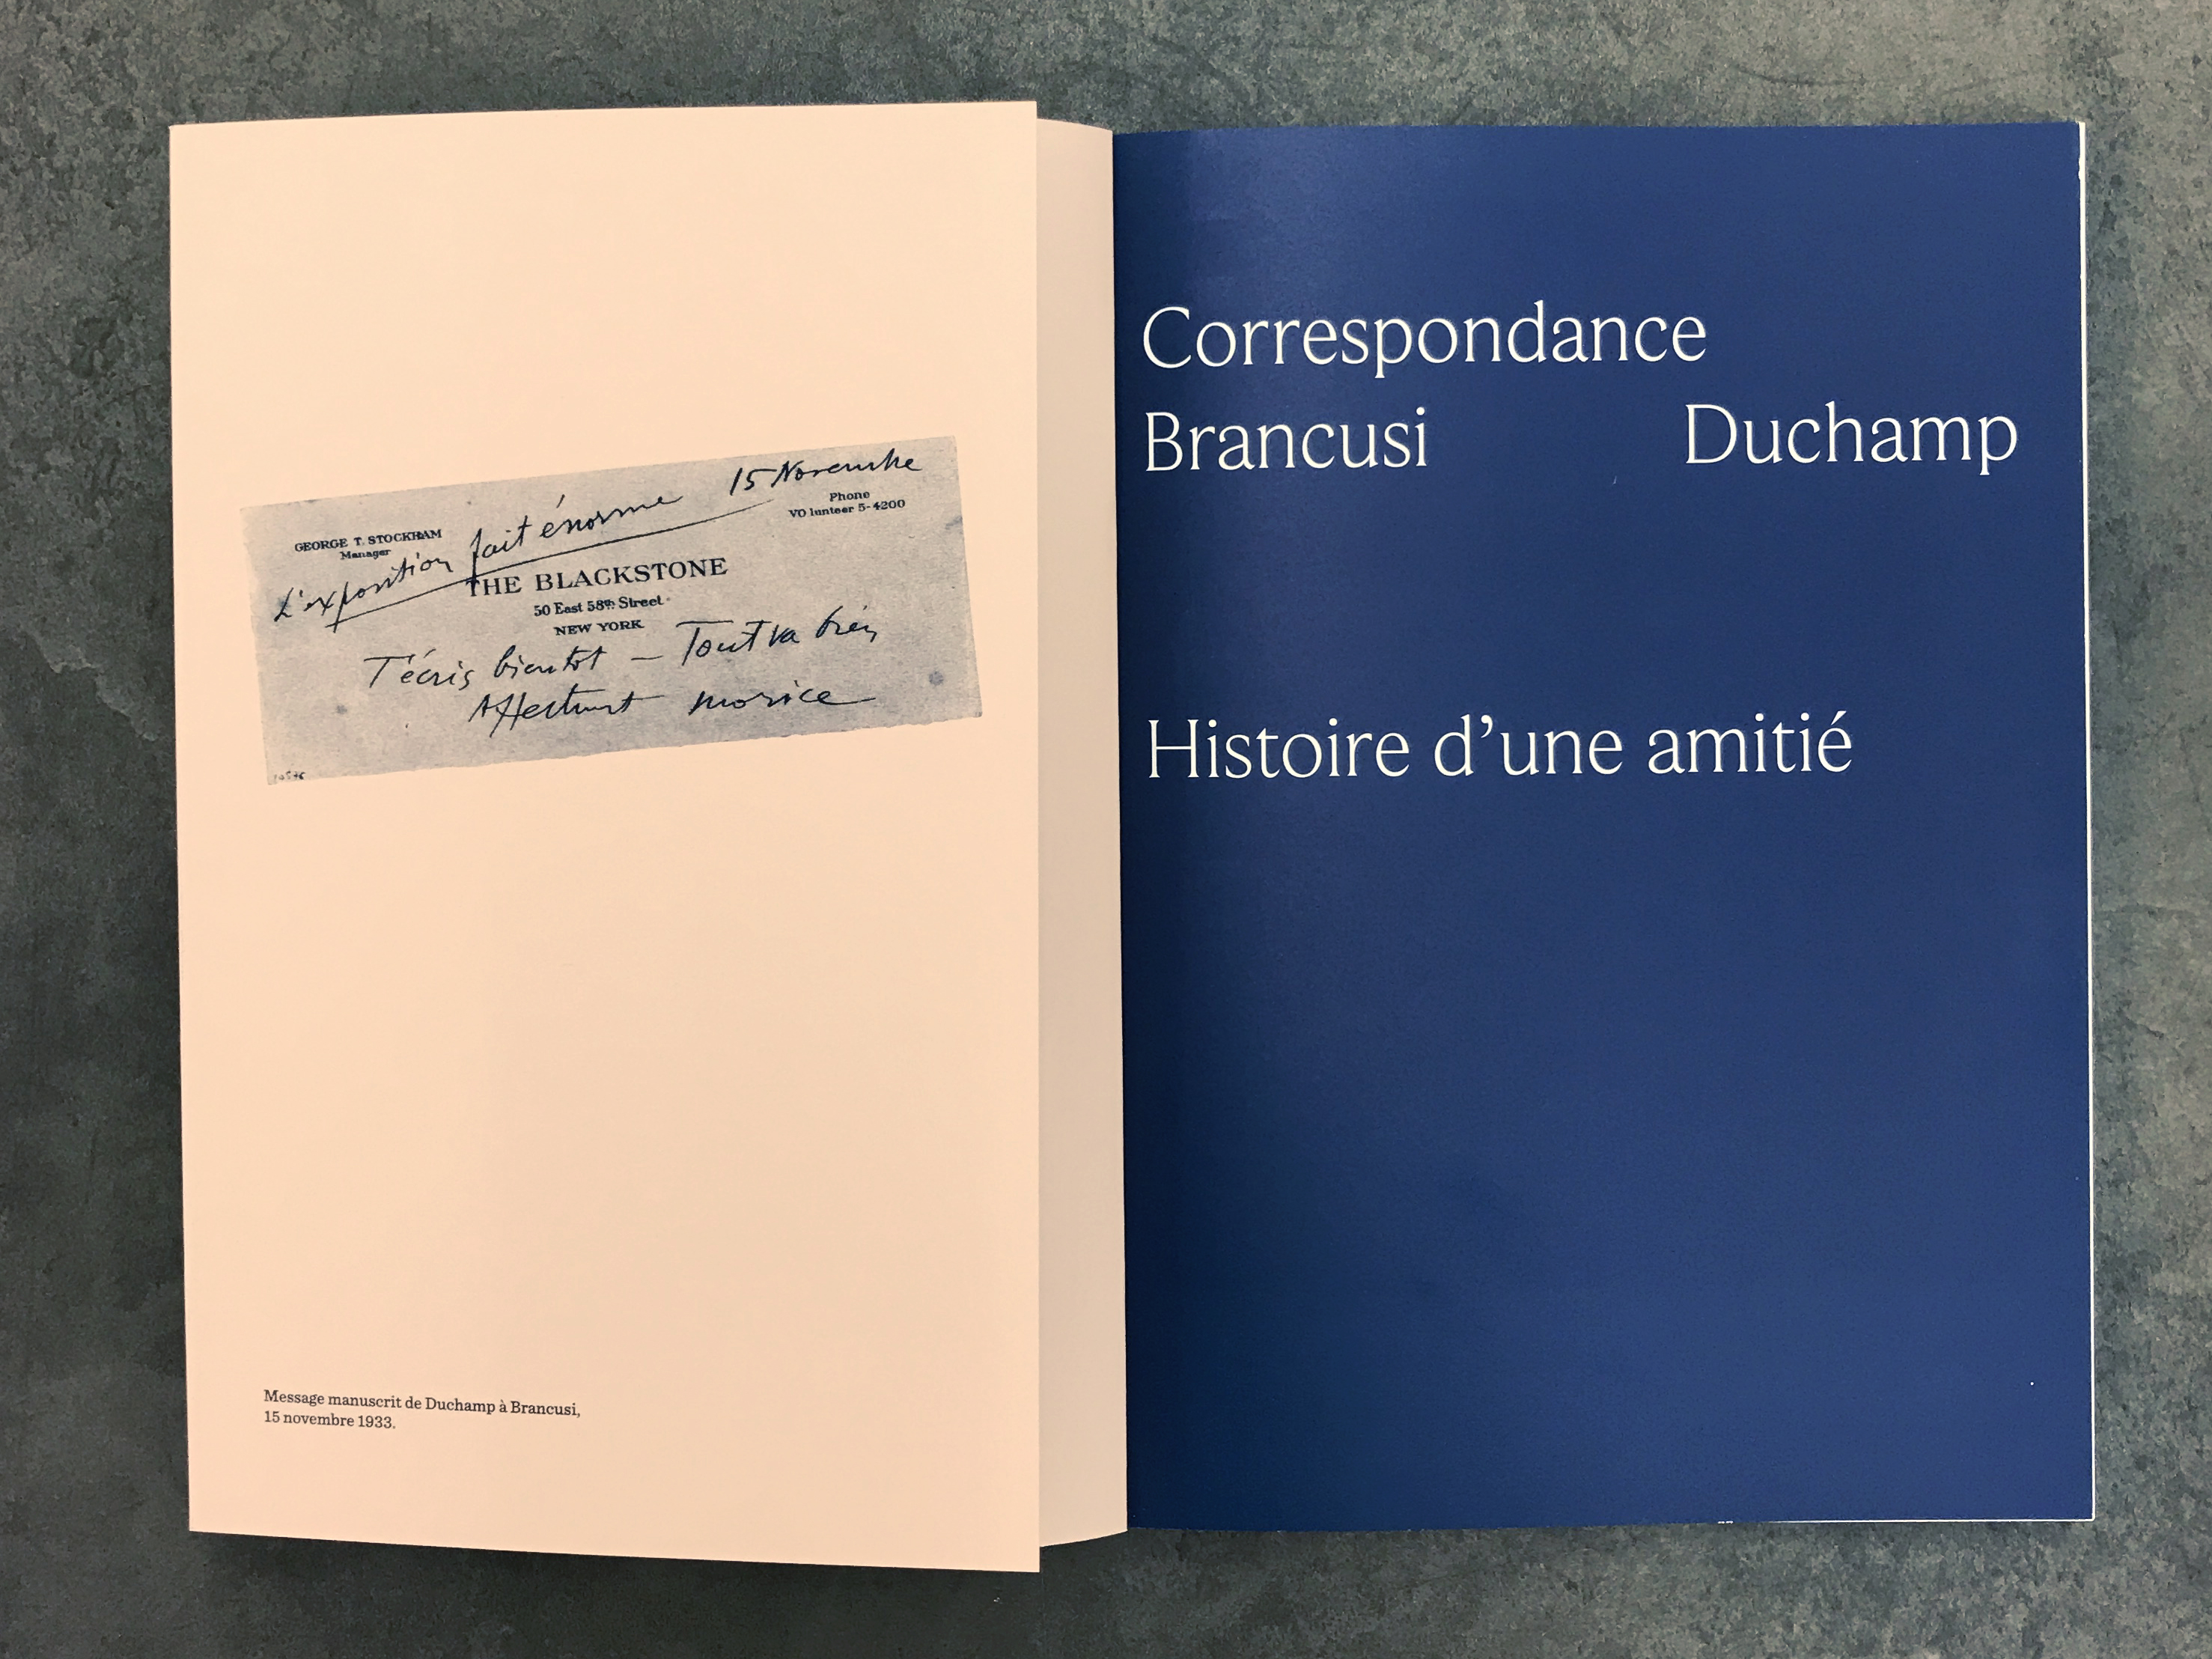 15 Novembre
L'exposition fait énorme
GEORGE T. STOCKHAM
Manager
Phone
VO lunteer 5-4200
THE BLACKSTONE
50 East 58th Street
NEW YORK
T'écris bientot — Tout va bien
Affectueust morice
Message manuscrit de Duchamp à Brancusi,
15 novembre 1933.
Correspondance
Brancusi Duchamp
Histoire d'une amitié